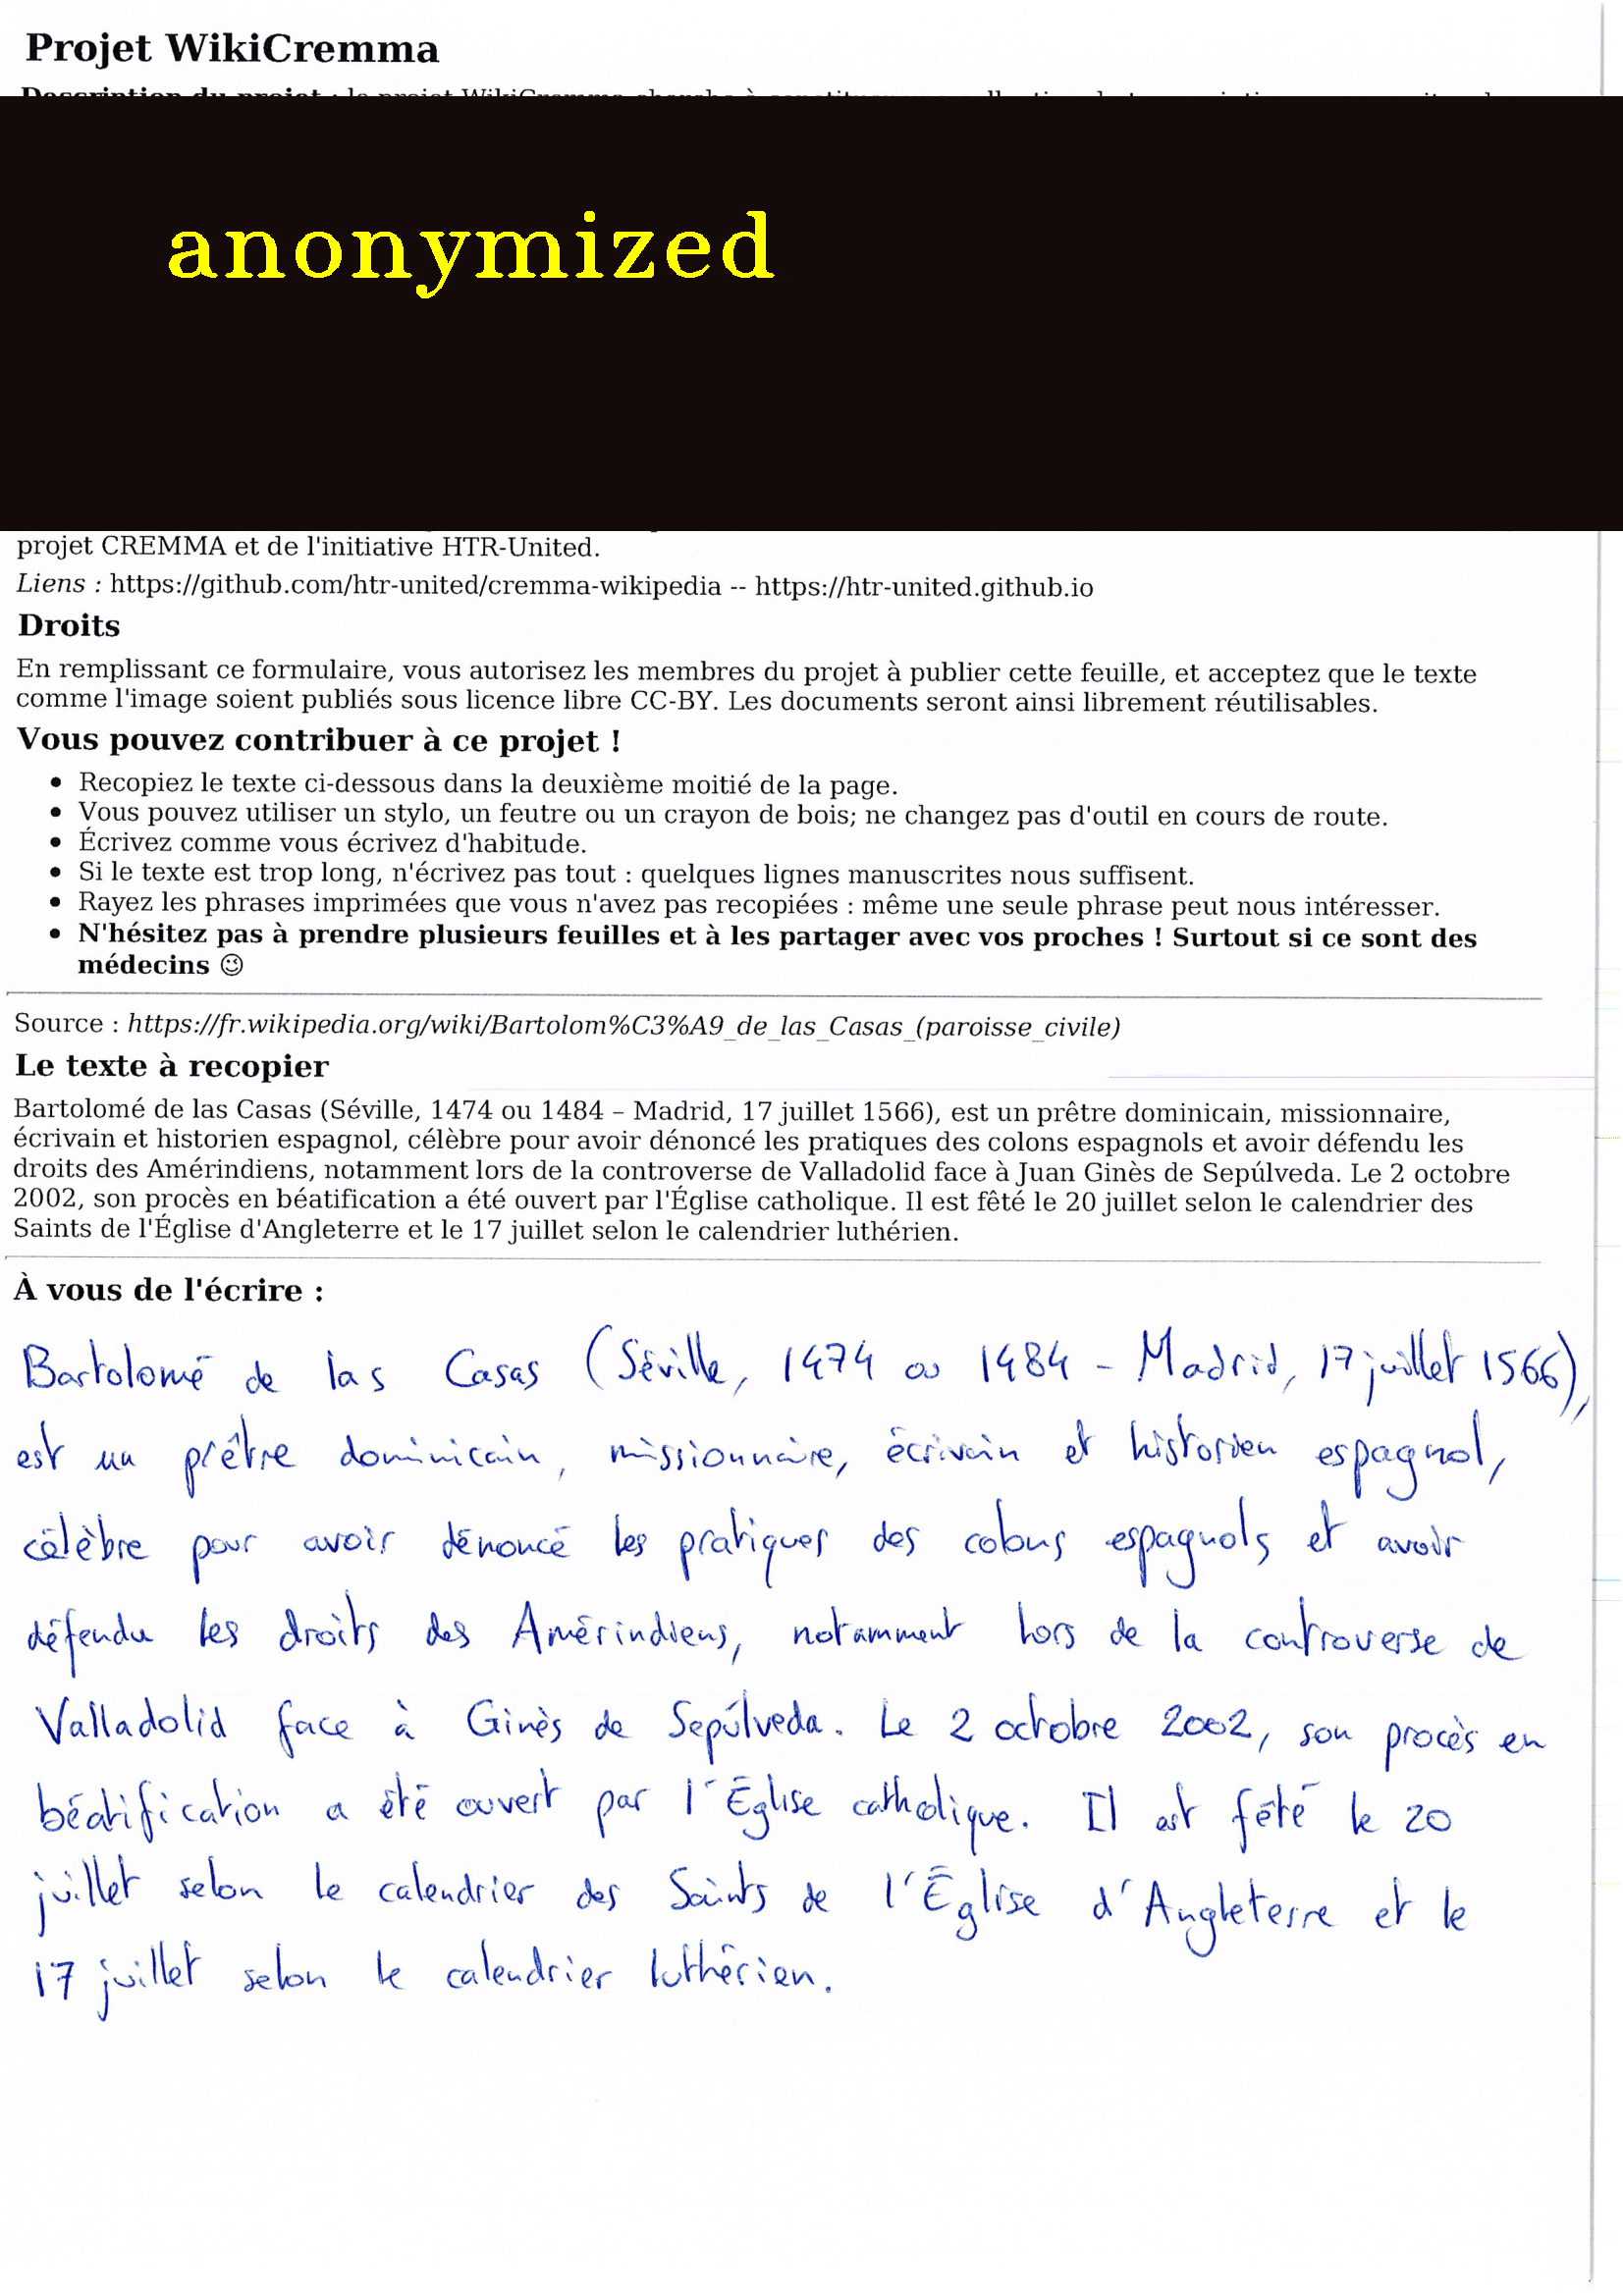 Projet WikiCremma
anonymized
projet CREMMA et de l'initiative HTR-United.
Liens : https://github.com/htr-united/cremma-wikipedia -- https://htr-united.github.io
Droits
En remplissant ce formulaire, vous autorisez les membres du projet à publier cette feuille, et acceptez que le texte
comme l'image soient publiés sous licence libre CC-BY. Les documents seront ainsi librement réutilisables.
Vous pouvez contribuer à ce projet !
• Recopiez le texte ci-dessous dans la deuxième moitié de la page.
• Vous pouvez utiliser un stylo, un feutre ou un crayon de bois; ne changez pas d'outil en cours de route.
• Écrivez comme vous écrivez d'habitude.
• Si le texte est trop long, n'écrivez pas tout : quelques lignes manuscrites nous suffisent.
• Rayez les phrases imprimées que vous n'avez pas recopiées : même une seule phrase peut nous intéresser.
• N'hésitez pas à prendre plusieurs feuilles et à les partager avec vos proches ! Surtout si ce sont des
médecins 😉
Source : https://fr.wikipedia.org/wiki/Bartolom%C3%A9_de_las_Casas_(paroisse_civile)
Le texte à recopier
Bartolomé de las Casas (Séville, 1474 ou 1484 – Madrid, 17 juillet 1566), est un prêtre dominicain, missionnaire,
écrivain et historien espagnol, célèbre pour avoir dénoncé les pratiques des colons espagnols et avoir défendu les
droits des Amérindiens, notamment lors de la controverse de Valladolid face à Juan Ginès de Sepúlveda. Le 2 octobre
2002, son procès en béatification a été ouvert par l'Église catholique. Il est fêté le 20 juillet selon le calendrier des
Saints de l'Église d'Angleterre et le 17 juillet selon le calendrier luthérien.
À vous de l'écrire :
Bartolomé de las Casas (Séville, 1474 ou 1484 - Madrid, 17 juillet 1566),
est un prêtre dominicain, missionnaire, écrivain et historien espagnol,
célèbre pour avoir dénoncé les pratiques des colons espagnols et avoir
défendu les droits des Amérindiens, notamment lors de la controverse de
Valladolid face à Ginès de Sepúlveda. Le 2 octobre 2002, son procès en
béatification a été ouvert par l'Église catholique. Il est fêté le 20
juillet selon le calendrier des Saints de l'Église d'Angleterre et le
17 juillet selon le calendrier luthérien.